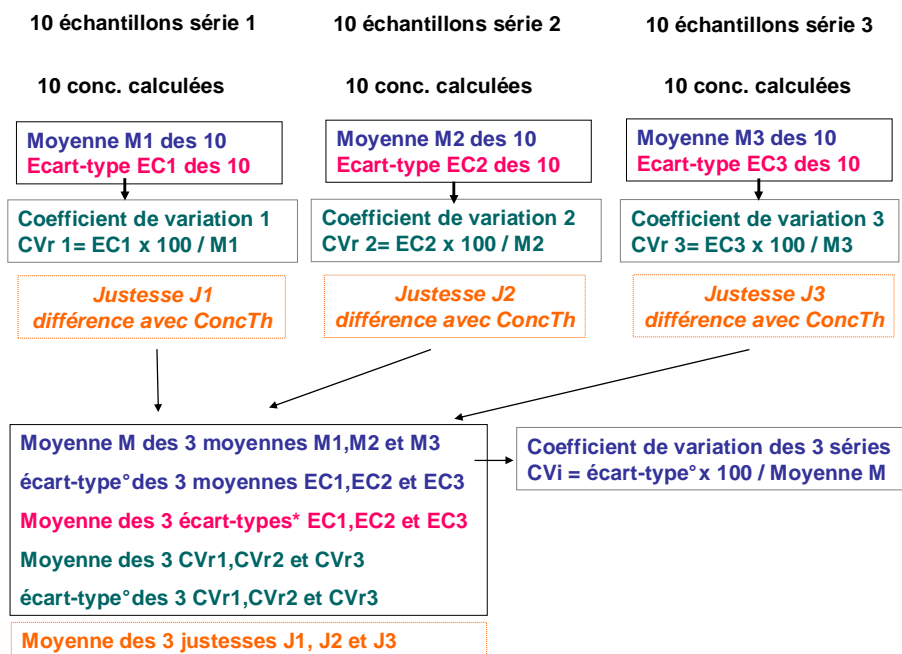 10 échantillons série 1
10 échantillons série 2
10 échantillons série 3
10 conc. calculées
10 conc. calculées
10 conc. calculées
Moyenne M1 des 10
Ecart-type EC1 des 10
Moyenne M2 des 10
Ecart-type EC2 des 10
Moyenne M3 des 10
Ecart-type EC3 des 10
Coefficient de variation 1
CVr 1= EC1 x 100 / M1
Coefficient de variation 2
CVr 2= EC2 x 100 / M2
Coefficient de variation 3
CVr 3= EC3 x 100 / M3
Justesse J1
différence avec ConcTh
Justesse J2
différence avec ConcTh
Justesse J3
différence avec ConcTh
Moyenne M des 3 moyennes M1,M2 et M3
écart-type° des 3 moyennes EC1,EC2 et EC3
Moyenne des 3 écart-types* EC1,EC2 et EC3
Moyenne des 3 CVr1,CVr2 et CVr3
écart-type° des 3 CVr1,CVr2 et CVr3
Moyenne des 3 justesses J1, J2 et J3
Coefficient de variation des 3 séries
CVi = écart-type° x 100 / Moyenne M